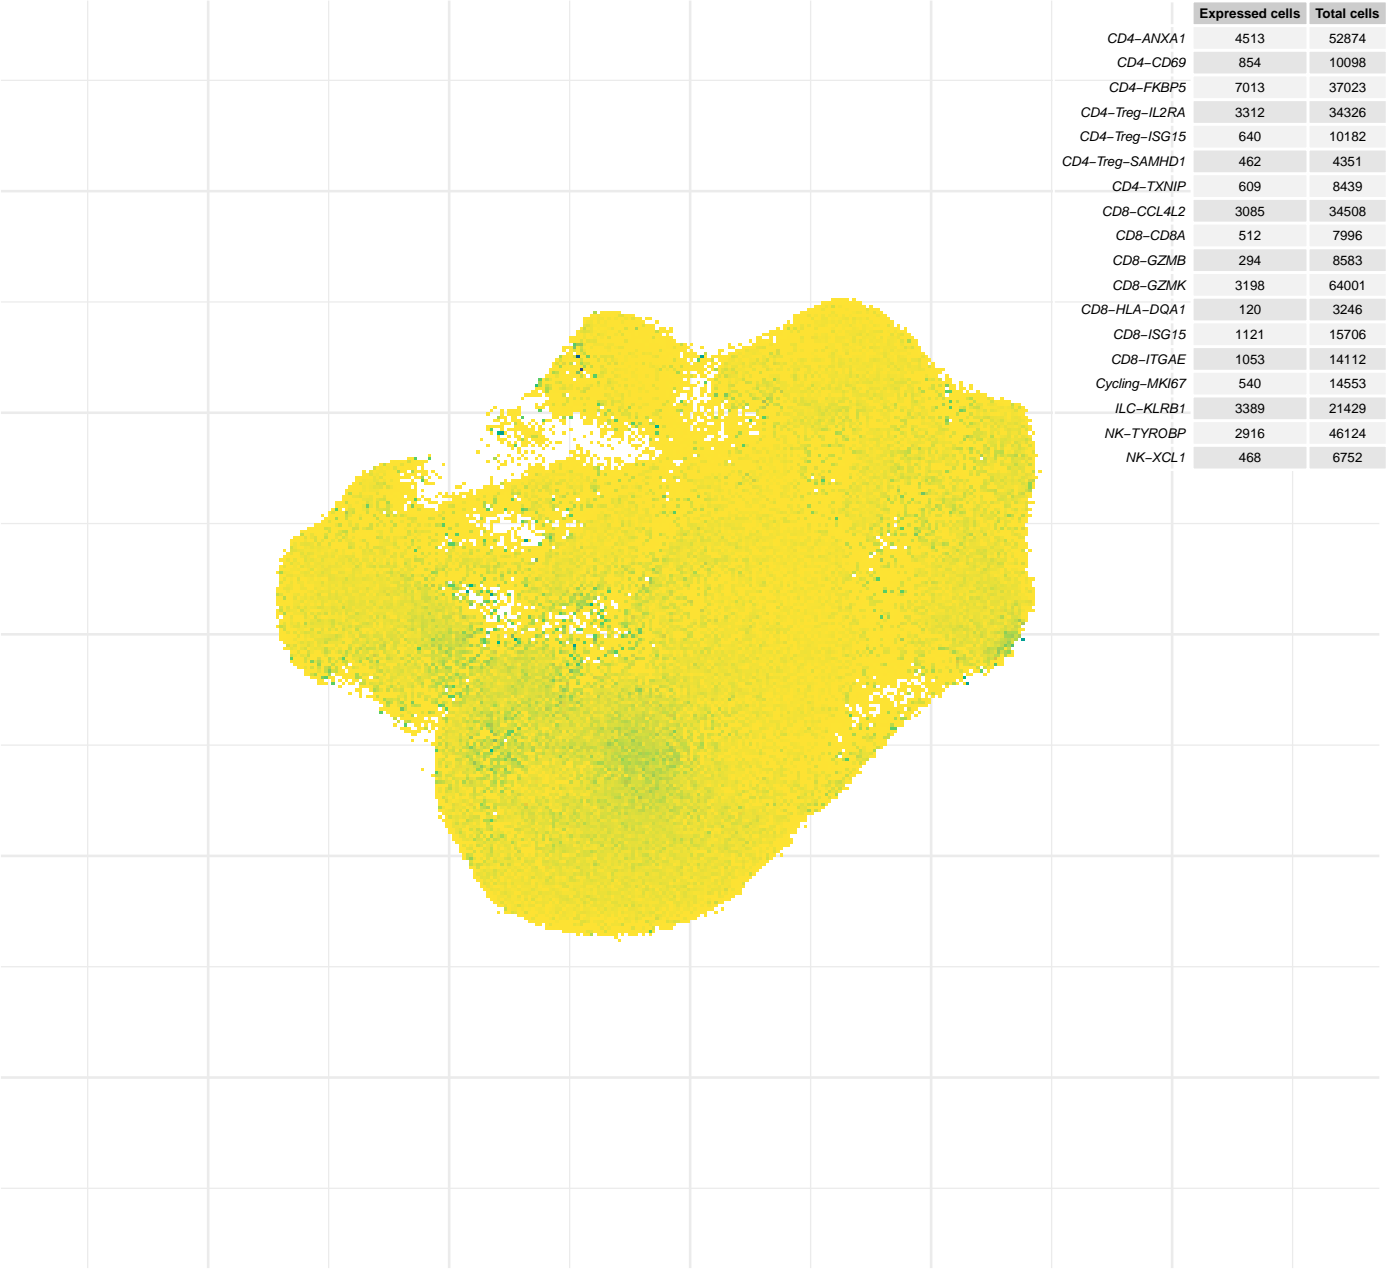 Expressed cells Total cells
CD4−ANXA1 4513 52874
CD4−CD69 854 10098
CD4−FKBP5 7013 37023
CD4−Treg−IL2RA 3312 34326
CD4−Treg−ISG15 640 10182
CD4−Treg−SAMHD1 462 4351
CD4−TXNIP 609 8439
CD8−CCL4L2 3085 34508
CD8−CD8A 512 7996
CD8−GZMB 294 8583
CD8−GZMK 3198 64001
CD8−HLA−DQA1 120 3246
CD8−ISG15 1121 15706
CD8−ITGAE 1053 14112
Cycling−MKI67 540 14553
ILC−KLRB1 3389 21429
NK−TYROBP 2916 46124
NK−XCL1 468 6752